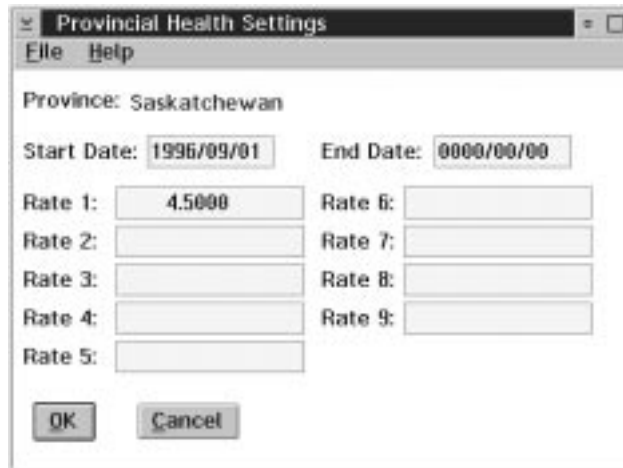 Provincial Health Settings
File Help
Province: Saskatchewan
Start Date: 1996/09/01 End Date: 0000/00/00
Rate 1: 4.5000 Rate 6:
Rate 2: Rate 7:
Rate 3: Rate 8:
Rate 4: Rate 9:
Rate 5:
OK Cancel